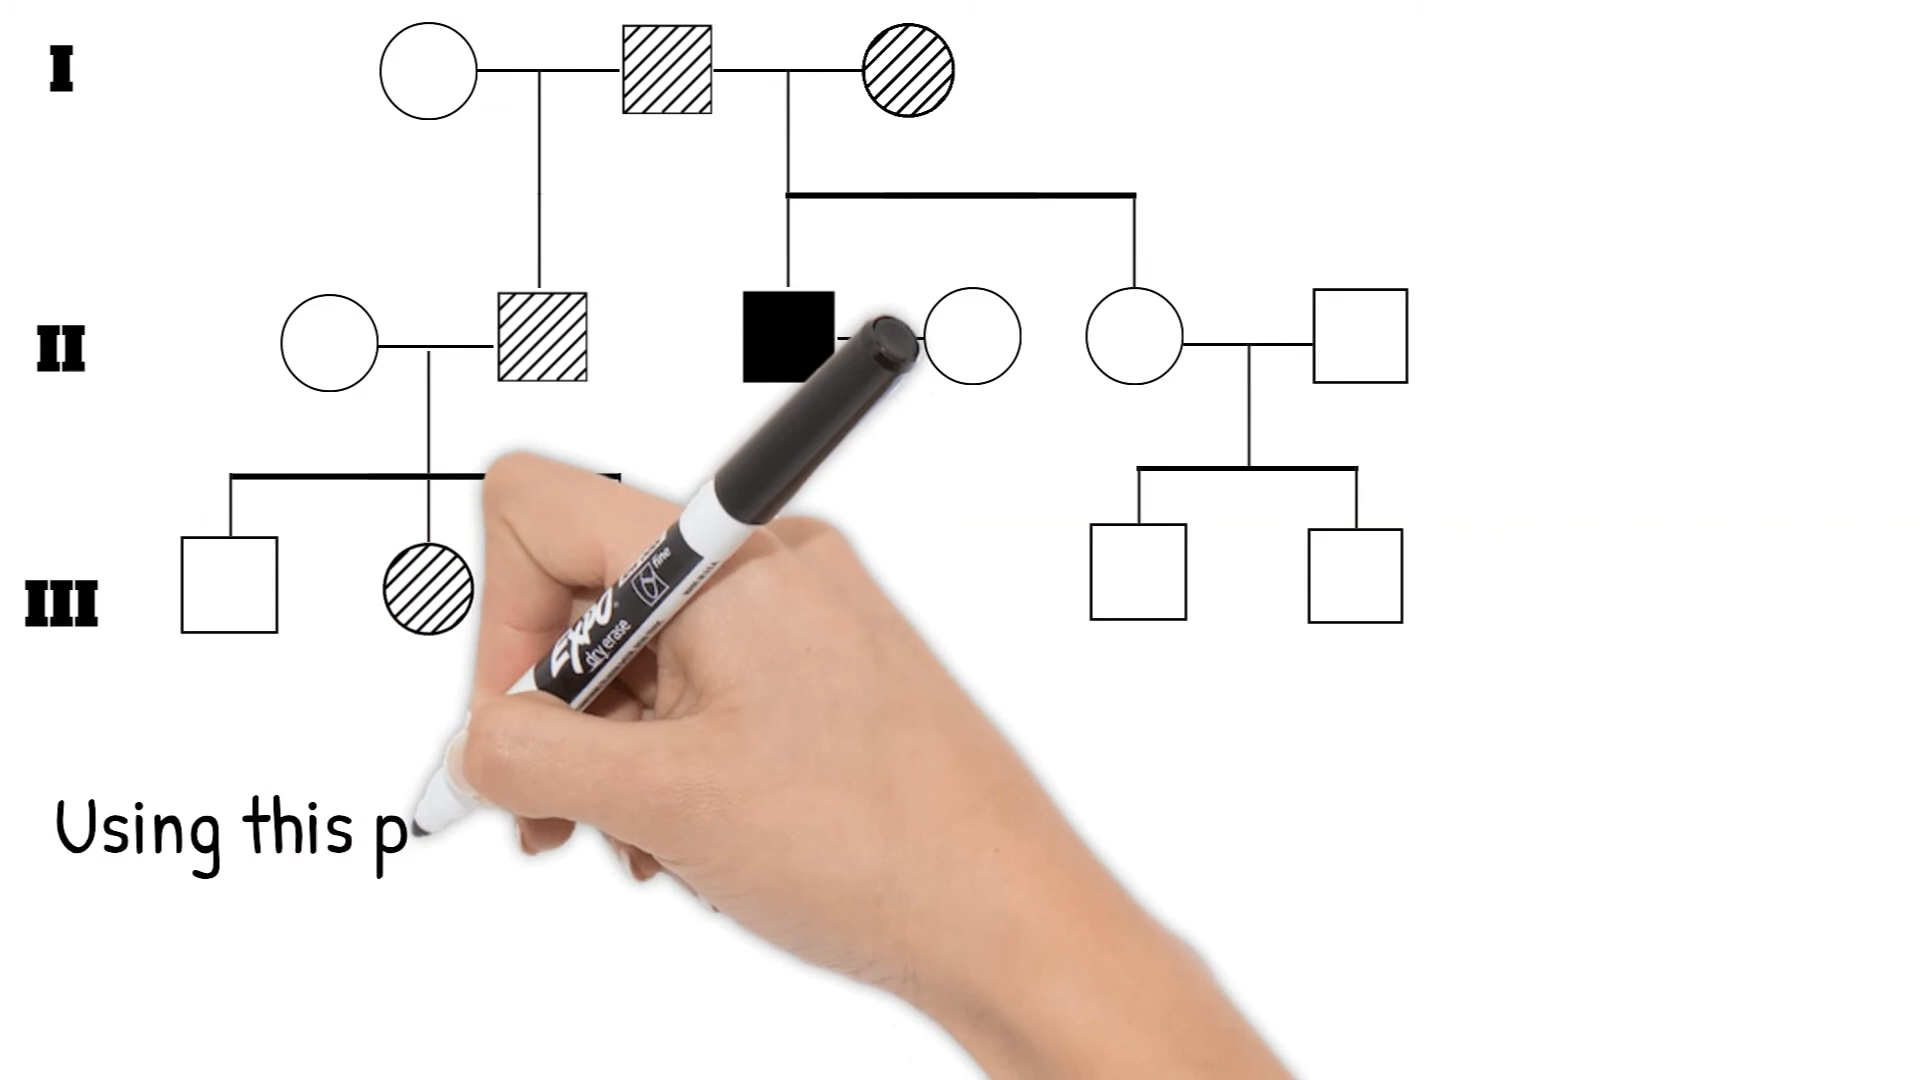 I
II
III
EXPO
dry erase
fine
Using this p